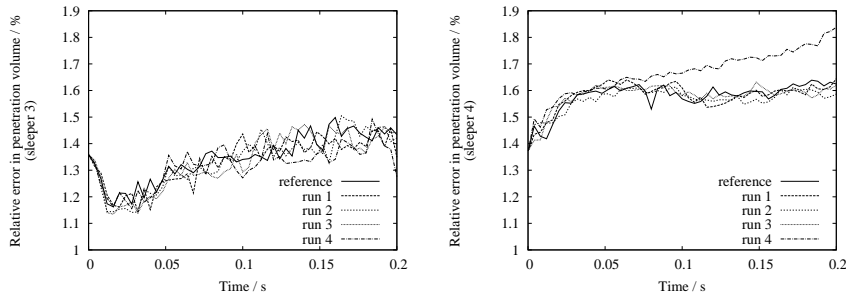 Relative error in penetration volume / %
(sleeper 3)
1.9
1.8
1.7
1.6
1.5
1.4
1.3
1.2
1.1
1
0
0.05
0.1
0.15
0.2
Time / s
reference
run 1
run 2
run 3
run 4
Relative error in penetration volume / %
(sleeper 4)
1.9
1.8
1.7
1.6
1.5
1.4
1.3
1.2
1.1
1
0
0.05
0.1
0.15
0.2
Time / s
reference
run 1
run 2
run 3
run 4